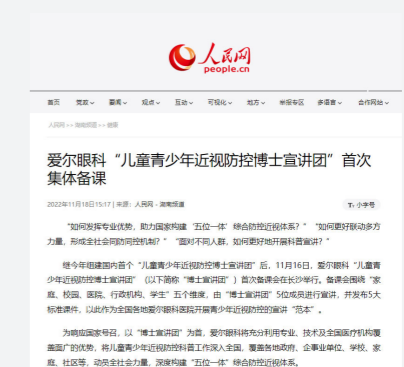 人民网
people.cn
首页 党政 要闻 观点 互动 可视化 地方 举报专区 多语言 合作网站
人民网 >> 湖南频道 >> 健康
爱尔眼科“儿童青少年近视防控博士宣讲团”首次
集体备课
2022年11月18日15:17 | 来源：人民网－湖南频道 T↓ 小字号
“如何发挥专业优势，助力国家构建‘五位一体’综合防控近视体系？”“如何更好联动多方
力量，形成全社会同防同控机制？”“面对不同人群，如何更好地开展科普宣讲？”
继今年组建国内首个“儿童青少年近视防控博士宣讲团”后，11月16日，爱尔眼科“儿童青
少年近视防控博士宣讲团”（以下简称“博士宣讲团”）首次备课会在长沙举行。备课会围绕“家
庭、校园、医院、行政机构、学生”五个维度，由“博士宣讲团”5位成员进行宣讲，并发布5大
标准课件，以此作为全国各地爱尔眼科医院开展青少年近视防控的宣讲“范本”。
为响应国家号召，以“博士宣讲团”为首，爱尔眼科将充分利用专业、技术及全国医疗机构覆
盖面广的优势，将儿童青少年近视防控科普工作深入全国，覆盖各地政府、企事业单位、学校、家
庭、社区等，动员全社会力量，深度构建“五位一体”综合防控近视体系。